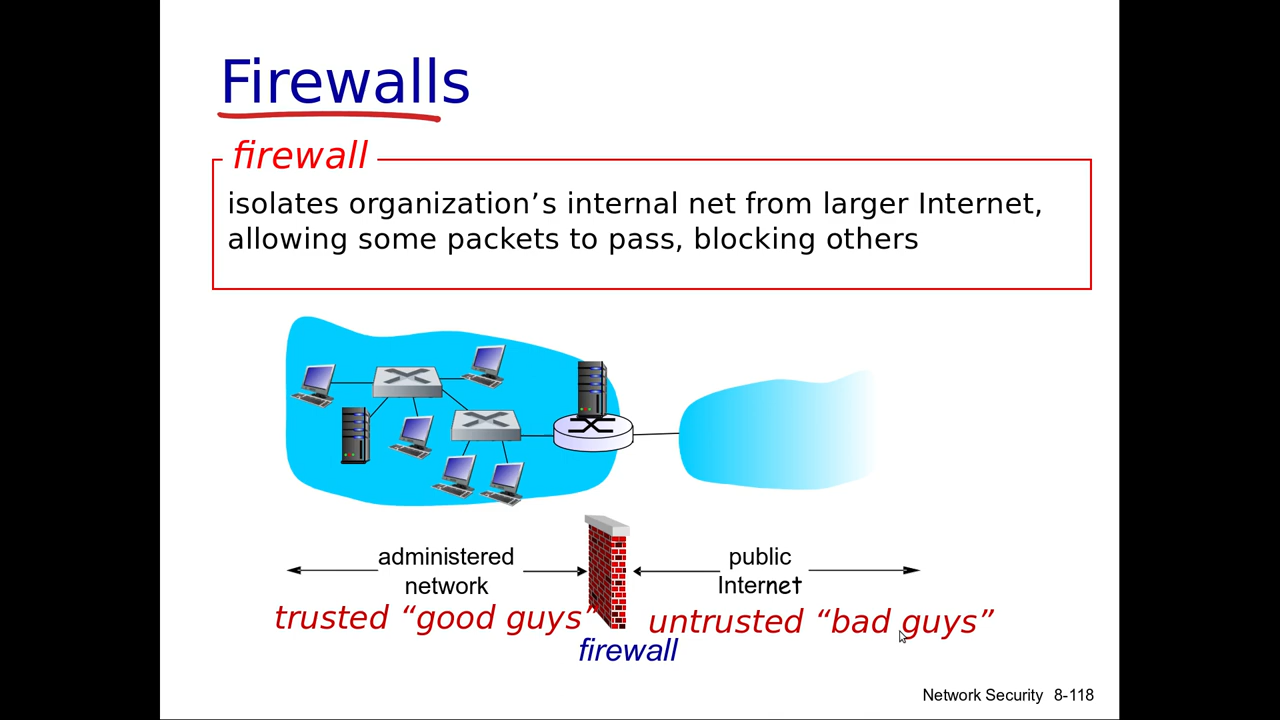 Firewalls
firewall
isolates organization’s internal net from larger Internet,
allowing some packets to pass, blocking others
administered
network
public
Internet
trusted “good guys”
untrusted “bad guys”
firewall
Network Security 8-118